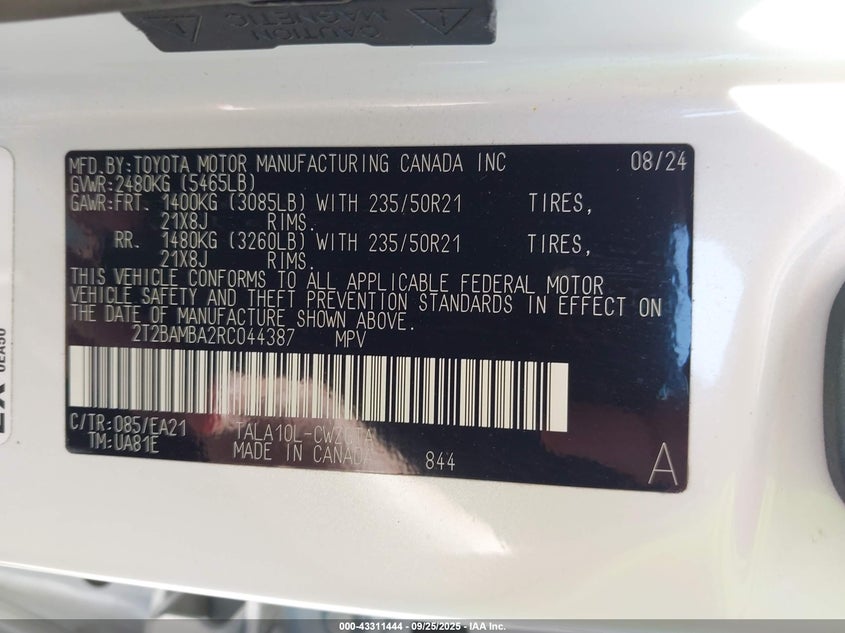 CAUTION
MAGNETIC
MFD.BY:TOYOTA MOTOR MANUFACTURING CANADA INC 08/24
GVWR:2480KG (5465LB)
GAWR:FRT. 1400KG (3085LB) WITH 235/50R21 TIRES,
21X8J RIMS.
RR. 1480KG (3260LB) WITH 235/50R21 TIRES,
21X8J RIMS.
THIS VEHICLE CONFORMS TO ALL APPLICABLE FEDERAL MOTOR
VEHICLE SAFETY AND THEFT PREVENTION STANDARDS IN EFFECT ON
THE DATE OF MANUFACTURE SHOWN ABOVE.
2T2BAMBA2RC044387 MPV
C/TR:085/EA21
TM:UA81E
MADE IN CANADA
844
A
000-43311444 - 09/25/2025 - IAA Inc.